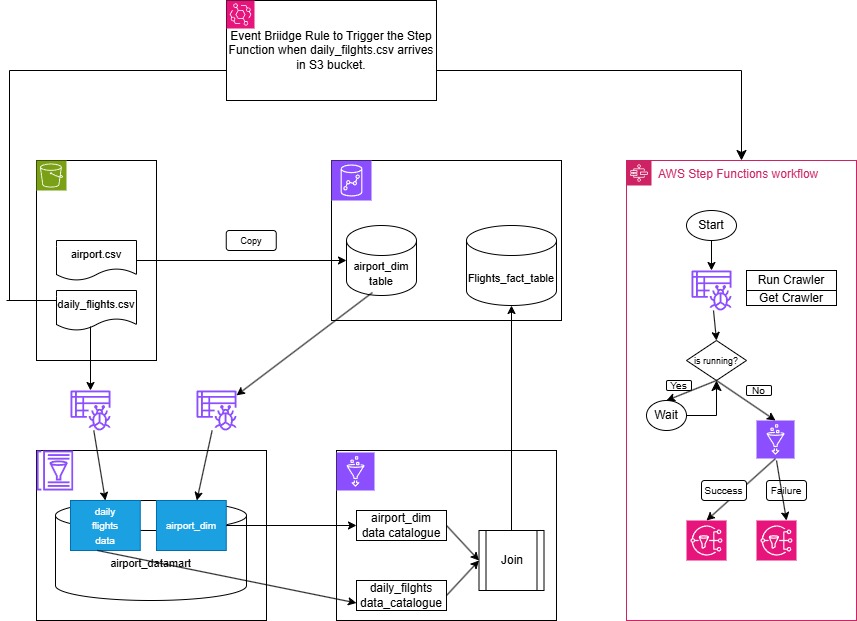 Event Briidge Rule to Trigger the Step
Function when daily_filghts.csv arrives
in S3 bucket.
AWS Step Functions workflow
airport.csv
daily_flights.csv
Copy
airport_dim
table
Flights_fact_table
Start
Run Crawler
Get Crawler
is running?
Yes
No
Wait
Success
Failure
daily
flights
data
airport_dim
airport_datamart
airport_dim
data catalogue
daily_filghts
data_catalogue
Join